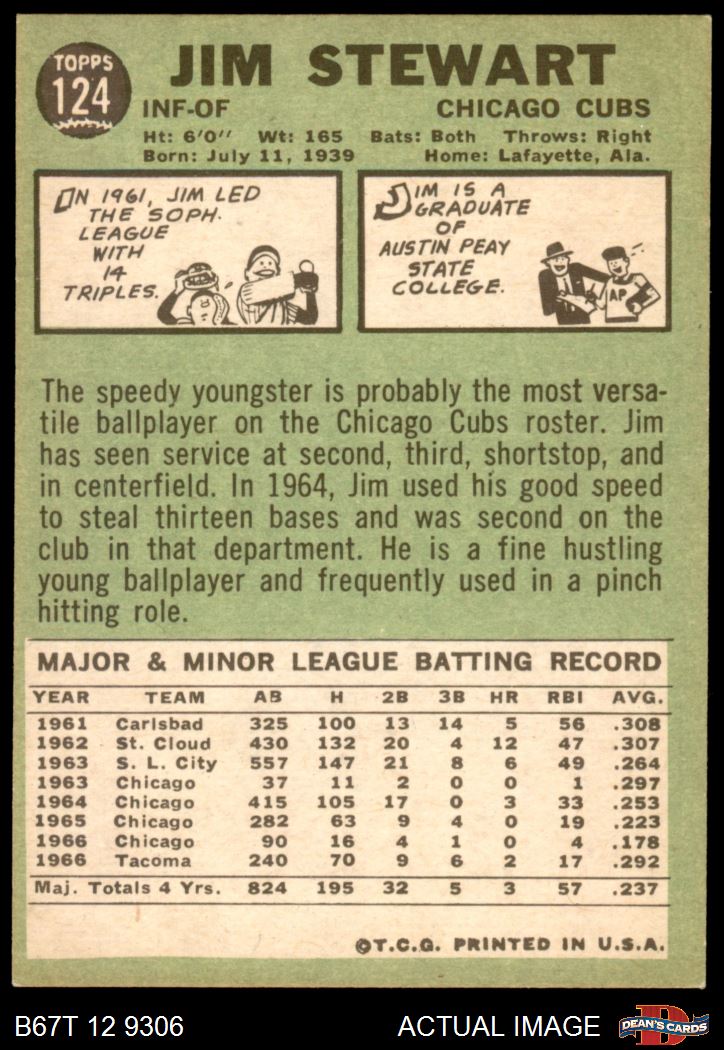 TOPPS
124
JIM STEWART
INF-OF CHICAGO CUBS
Ht: 6'0" Wt: 165 Bats: Both Throws: Right
Born: July 11, 1939 Home: Lafayette, Ala.
IN 1961, JIM LED
THE SOPH.
LEAGUE
WITH
14
TRIPLES.
JIM IS A
GRADUATE
OF
AUSTIN PEAY
STATE
COLLEGE.
AP
The speedy youngster is probably the most versa-
tile ballplayer on the Chicago Cubs roster. Jim
has seen service at second, third, shortstop, and
in centerfield. In 1964, Jim used his good speed
to steal thirteen bases and was second on the
club in that department. He is a fine hustling
young ballplayer and frequently used in a pinch
hitting role.
MAJOR & MINOR LEAGUE BATTING RECORD
YEAR TEAM AB H 2B 3B HR RBI AVG.
1961 Carlsbad 325 100 13 14 5 56 .308
1962 St. Cloud 430 132 20 4 12 47 .307
1963 S. L. City 557 147 21 8 6 49 .264
1963 Chicago 37 11 2 0 0 1 .297
1964 Chicago 415 105 17 0 3 33 .253
1965 Chicago 282 63 9 4 0 19 .223
1966 Chicago 90 16 4 1 0 4 .178
1966 Tacoma 240 70 9 6 2 17 .292
Maj. Totals 4 Yrs. 824 195 32 5 3 57 .237
©T.C.G. PRINTED IN U.S.A.
B67T 12 9306 ACTUAL IMAGE
D
DEAN'S CARDS